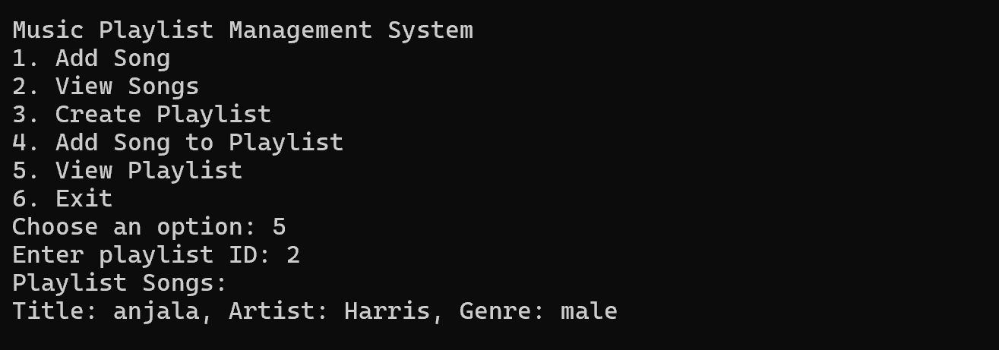 Music Playlist Management System
1. Add Song
2. View Songs
3. Create Playlist
4. Add Song to Playlist
5. View Playlist
6. Exit
Choose an option: 5
Enter playlist ID: 2
Playlist Songs:
Title: anjala, Artist: Harris, Genre: male